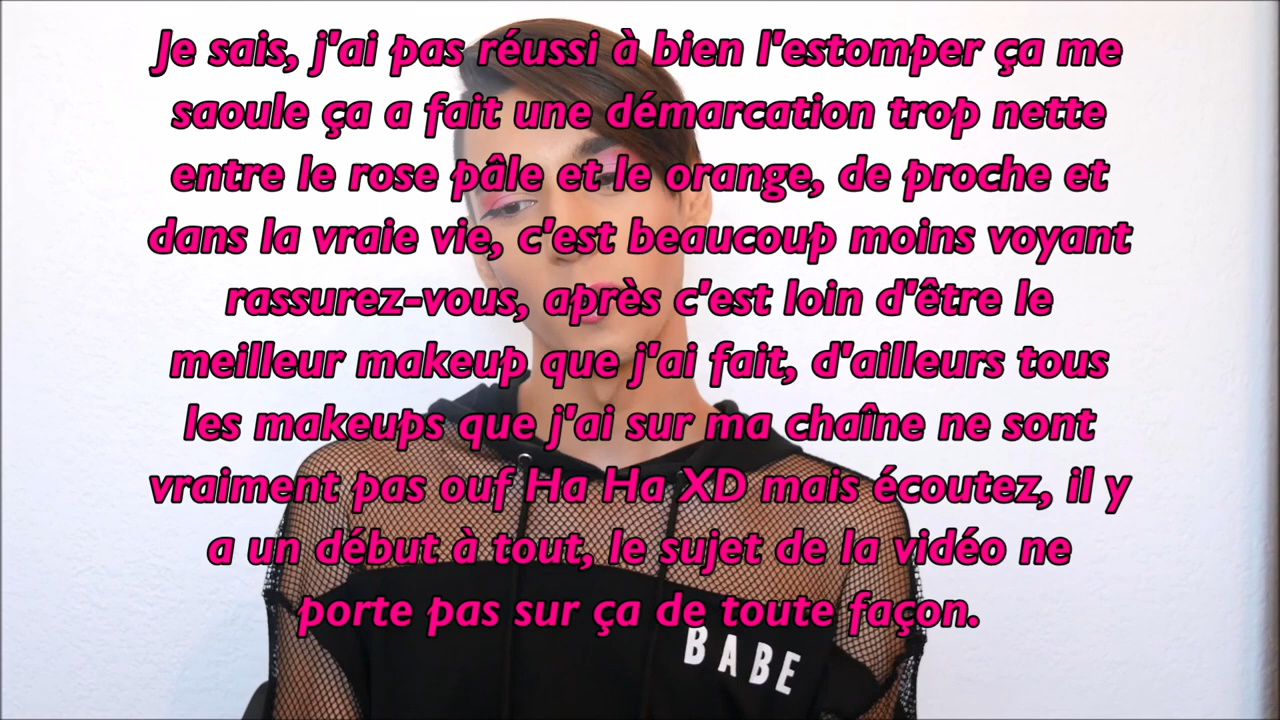 Je sais, j'ai pas réussi à bien l'estomper ça me
saoule ça a fait une démarcation trop nette
entre le rose pâle et le orange, de proche et
dans la vraie vie, c'est beaucoup moins voyant
rassurez-vous, après c'est loin d'être le
meilleur makeup que j'ai fait, d'ailleurs tous
les makeups que j'ai sur ma chaîne ne sont
vraiment pas ouf Ha Ha XD mais écoutez, il y
a un début à tout, le sujet de la vidéo ne
porte pas sur ça de toute façon.
BABE